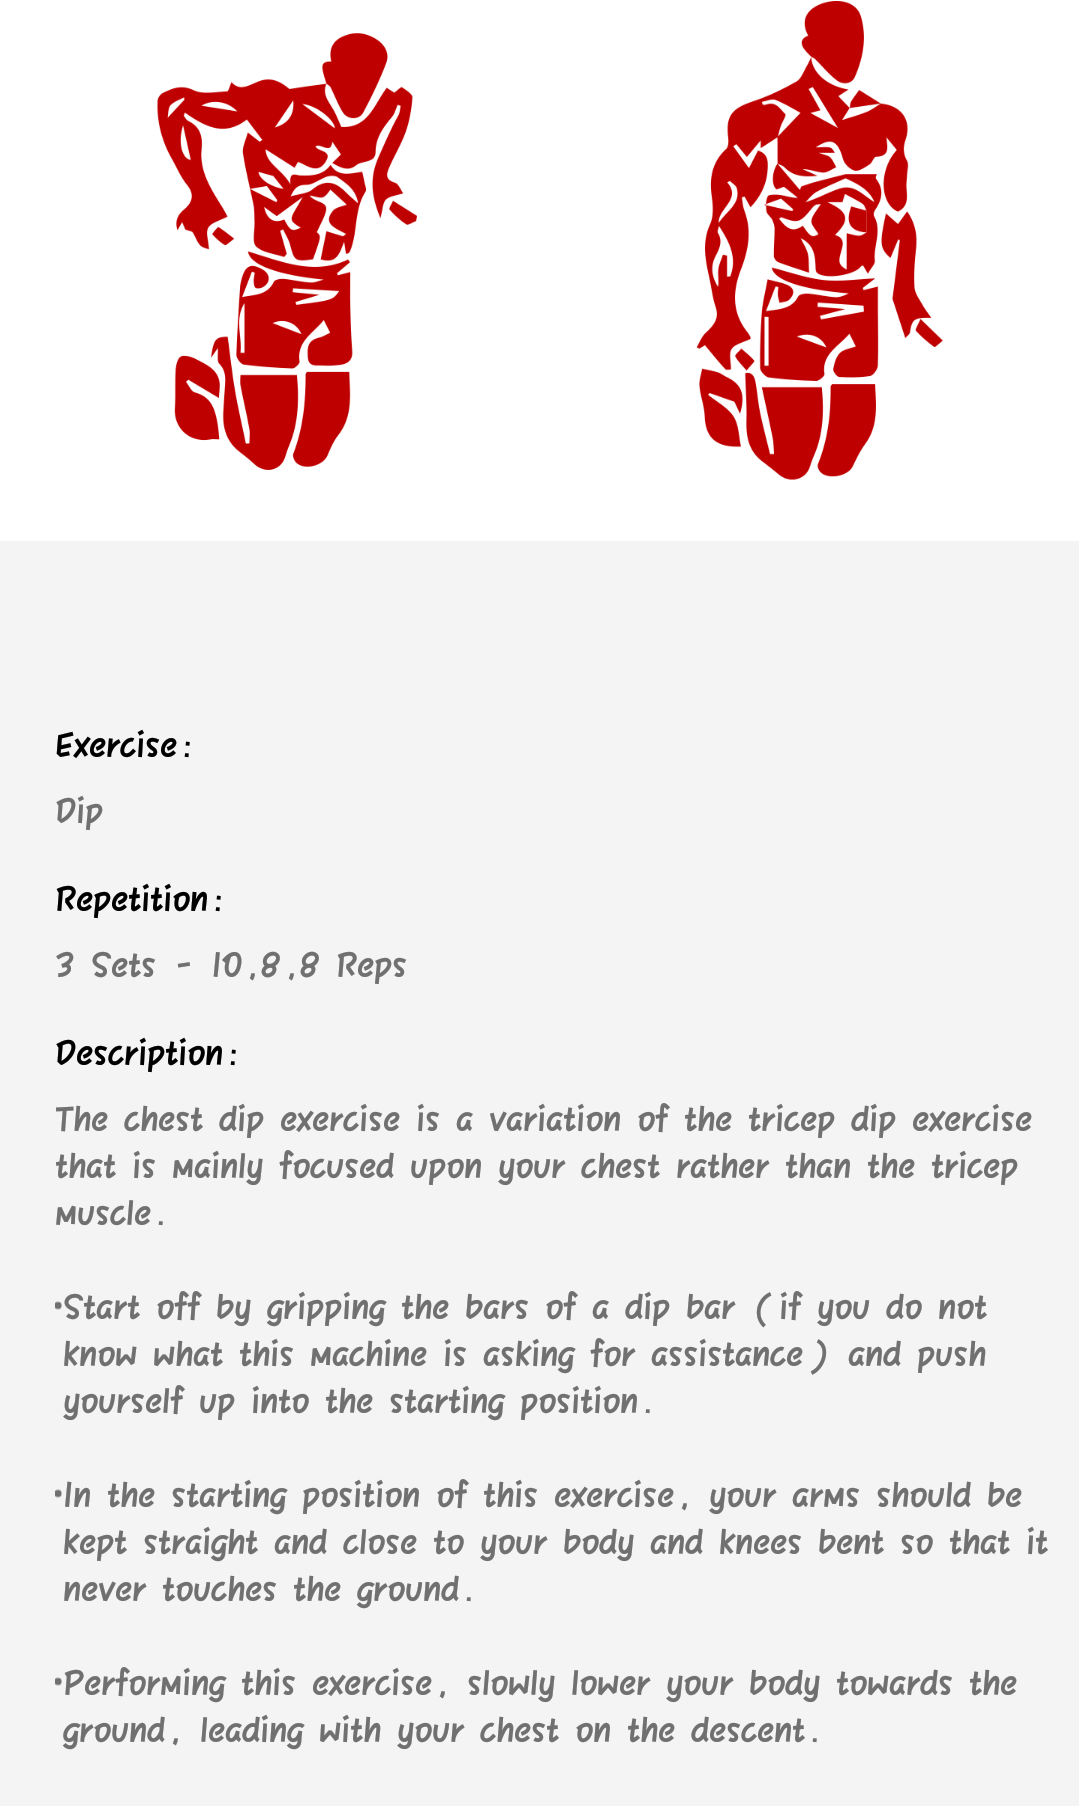 Exercise:
Dip
Repetition:
3 Sets - 10,8,8 Reps
Description:
The chest dip exercise is a variation of the tricep dip exercise
that is mainly focused upon your chest rather than the tricep
muscle.
•Start off by gripping the bars of a dip bar (if you do not
know what this machine is asking for assistance) and push
yourself up into the starting position.
•In the starting position of this exercise, your arms should be
kept straight and close to your body and knees bent so that it
never touches the ground.
•Performing this exercise, slowly lower your body towards the
ground, leading with your chest on the descent.